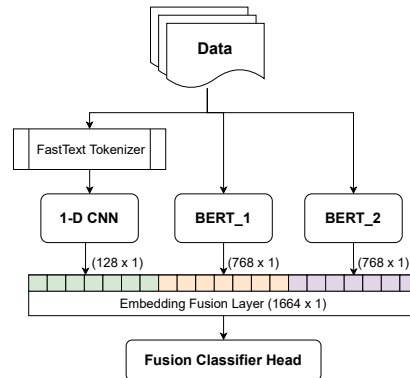 Data
FastText Tokenizer
1-D CNN
BERT_1
BERT_2
(128 x 1)
(768 x 1)
(768 x 1)
Embedding Fusion Layer (1664 x 1)
Fusion Classifier Head